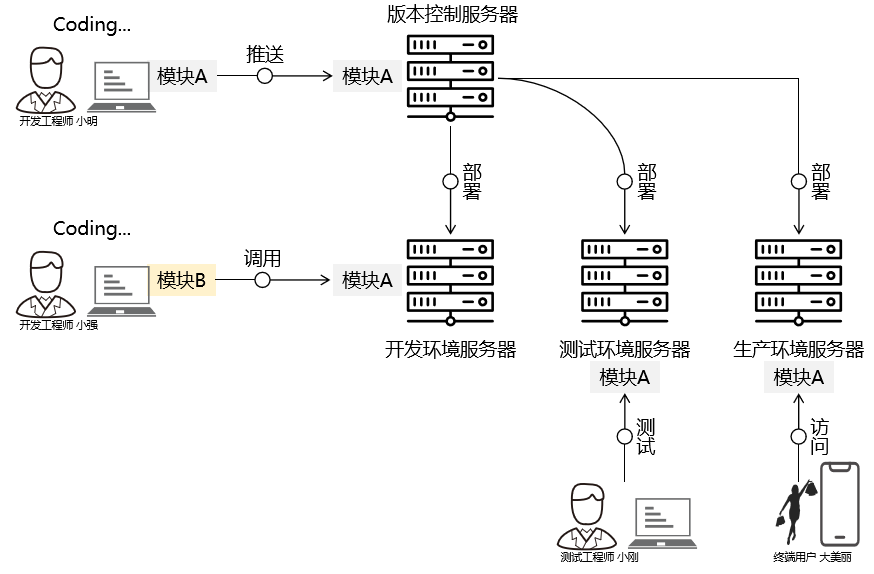 版本控制服务器
Coding...
推送
模块A
模块A
开发工程师 小明
部署
部署
部署
Coding...
调用
模块B
模块A
开发工程师 小强
开发环境服务器
测试环境服务器
生产环境服务器
模块A
模块A
测试
访问
测试工程师 小刚
终端用户 大美丽